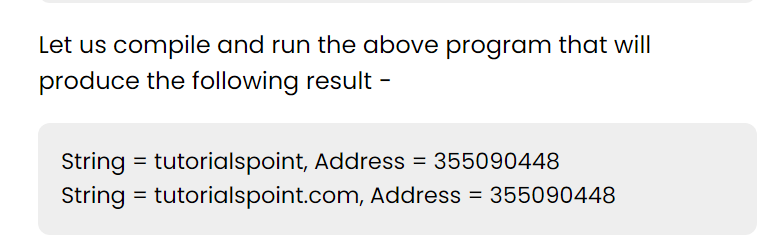 Let us compile and run the above program that will
produce the following result -
String = tutorialspoint, Address = 355090448
String = tutorialspoint.com, Address = 355090448